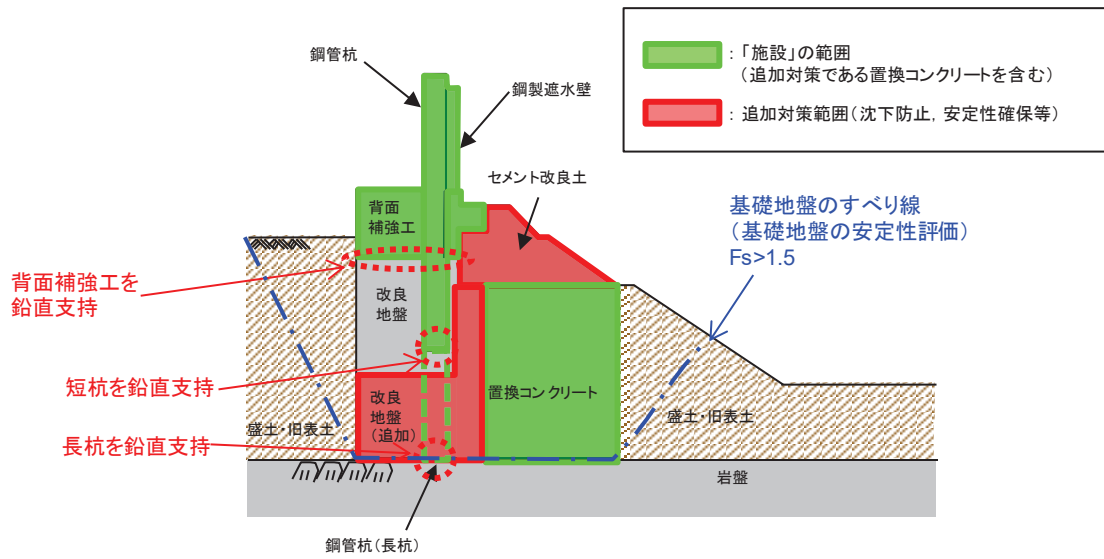 ：「施設」の範囲
（追加対策である置換コンクリートを含む）
：追加対策範囲（沈下防止，安定性確保等）
鋼管杭
鋼製遮水壁
セメント改良土
背面
補強工
基礎地盤のすべり線
（基礎地盤の安定性評価）
Fs>1.5
背面補強工を
鉛直支持
改良
地盤
短杭を鉛直支持
置換コンクリート
改良
地盤
（追加）
盛土・旧表土
盛土・旧表土
長杭を鉛直支持
岩盤
鋼管杭（長杭）